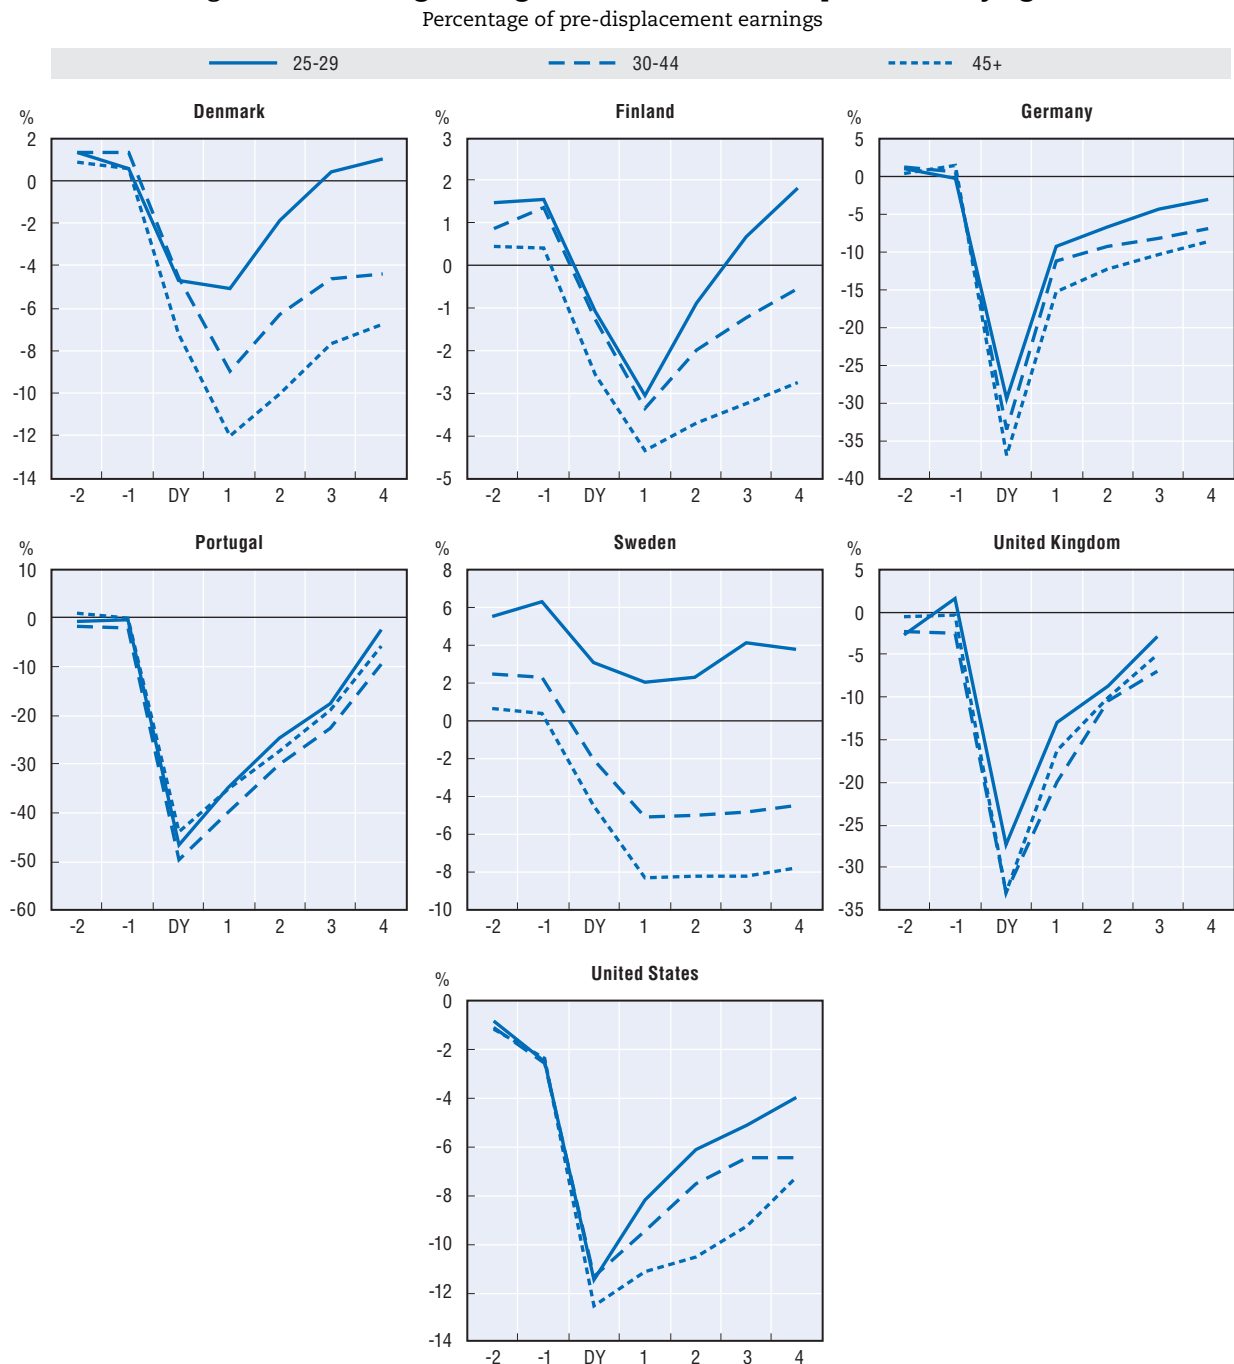 Percentage of pre-displacement earnings
25-29 30-44 45+
Denmark Finland Germany
% % %
2 3 5
0 2 0
-2 1 -5
-4 0 -10
-6 -1 -15
-8 -2 -20
-10 -3 -25
-12 -4 -30
-14 -5 -35
-40
-2 -1 DY 1 2 3 4 -2 -1 DY 1 2 3 4 -2 -1 DY 1 2 3 4
Portugal Sweden United Kingdom
% % %
10 8 5
0 6 0
-10 4 -5
-20 2 -10
-30 0 -15
-40 -2 -20
-50 -4 -25
-60 -6 -30
-8 -35
-10
-2 -1 DY 1 2 3 4 -2 -1 DY 1 2 3 4 -2 -1 DY 1 2 3 4
United States
%
0
-2
-4
-6
-8
-10
-12
-14
-2 -1 DY 1 2 3 4